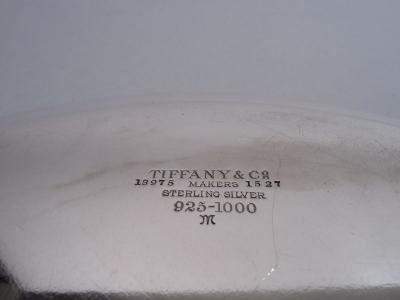 TIFFANY & Co
18975 MAKERS 1527
STERLING SILVER
925-1000
M